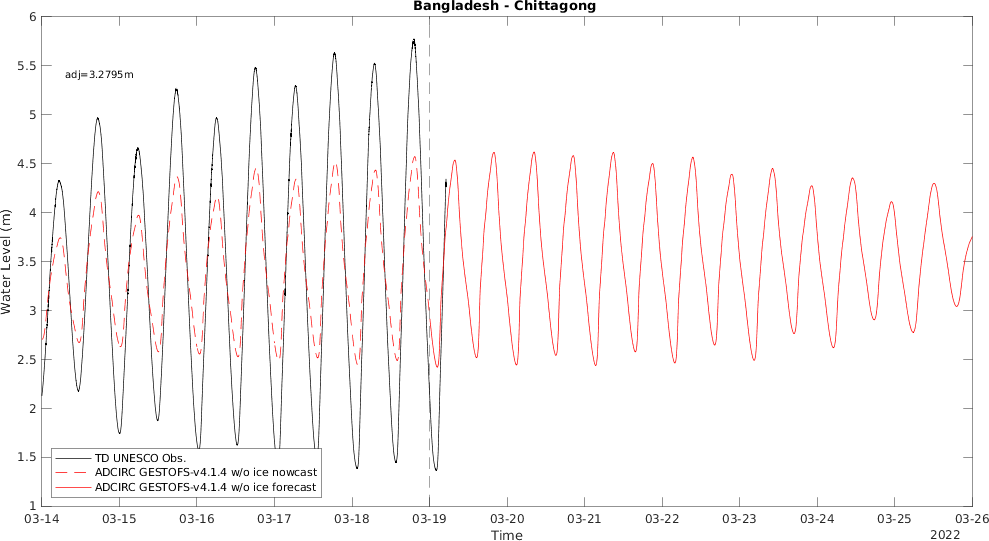 Bangladesh - Chittagong
Water Level (m)
6
5.5
5
4.5
4
3.5
3
2.5
2
1.5
1
adj=3.2795m
TD UNESCO Obs.
ADCIRC GESTOFS-v4.1.4 w/o ice nowcast
ADCIRC GESTOFS-v4.1.4 w/o ice forecast
03-14 03-15 03-16 03-17 03-18 03-19 03-20 03-21 03-22 03-23 03-24 03-25 03-26
Time
2022